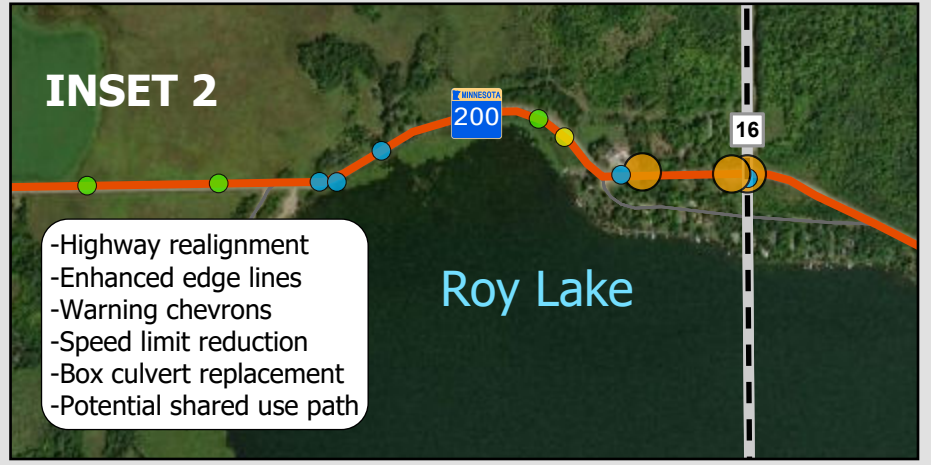 INSET 2
MINNESOTA
200
16
-Highway realignment
-Enhanced edge lines
-Warning chevrons
-Speed limit reduction
-Box culvert replacement
-Potential shared use path
Roy Lake